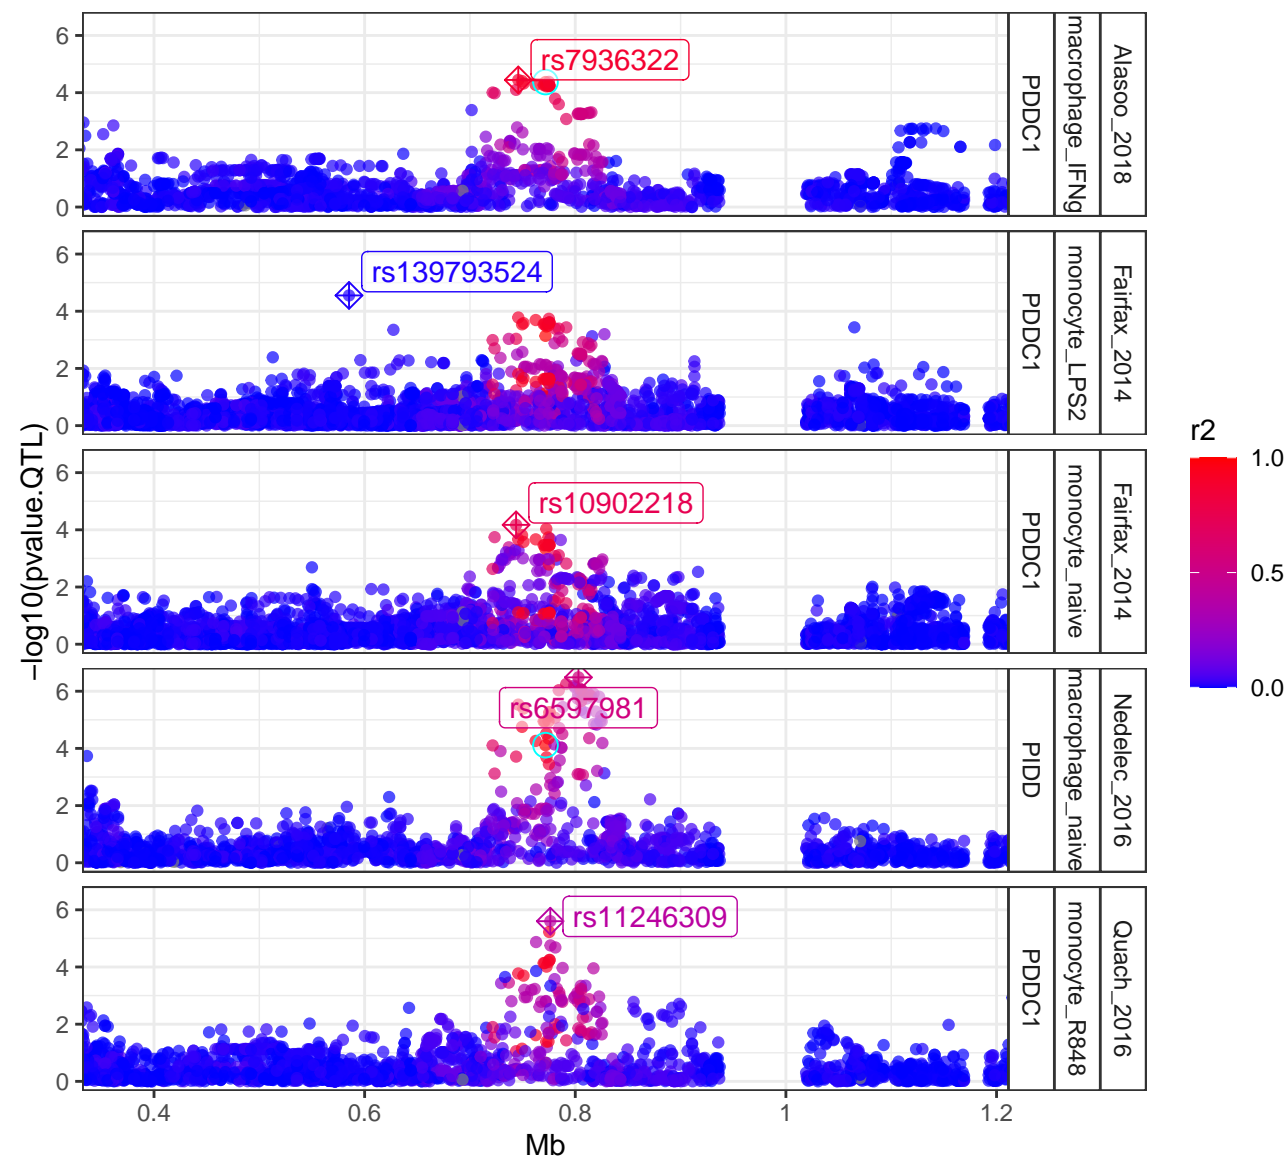 −log10(pvalue.QTL)
6
4
2
0
rs7936322
PDDC1
macrophage_IFNg
Alasoo_2018
6
4
2
0
rs139793524
PDDC1
monocyte_LPS2
Fairfax_2014
6
4
2
0
rs10902218
PDDC1
monocyte_naive
Fairfax_2014
6
4
2
0
rs6597981
PIDD
macrophage_naive
Nedelec_2016
6
4
2
0
rs11246309
PDDC1
monocyte_R848
Quach_2016
0.4 0.6 0.8 1 1.2
Mb
r2
1.0
0.5
0.0